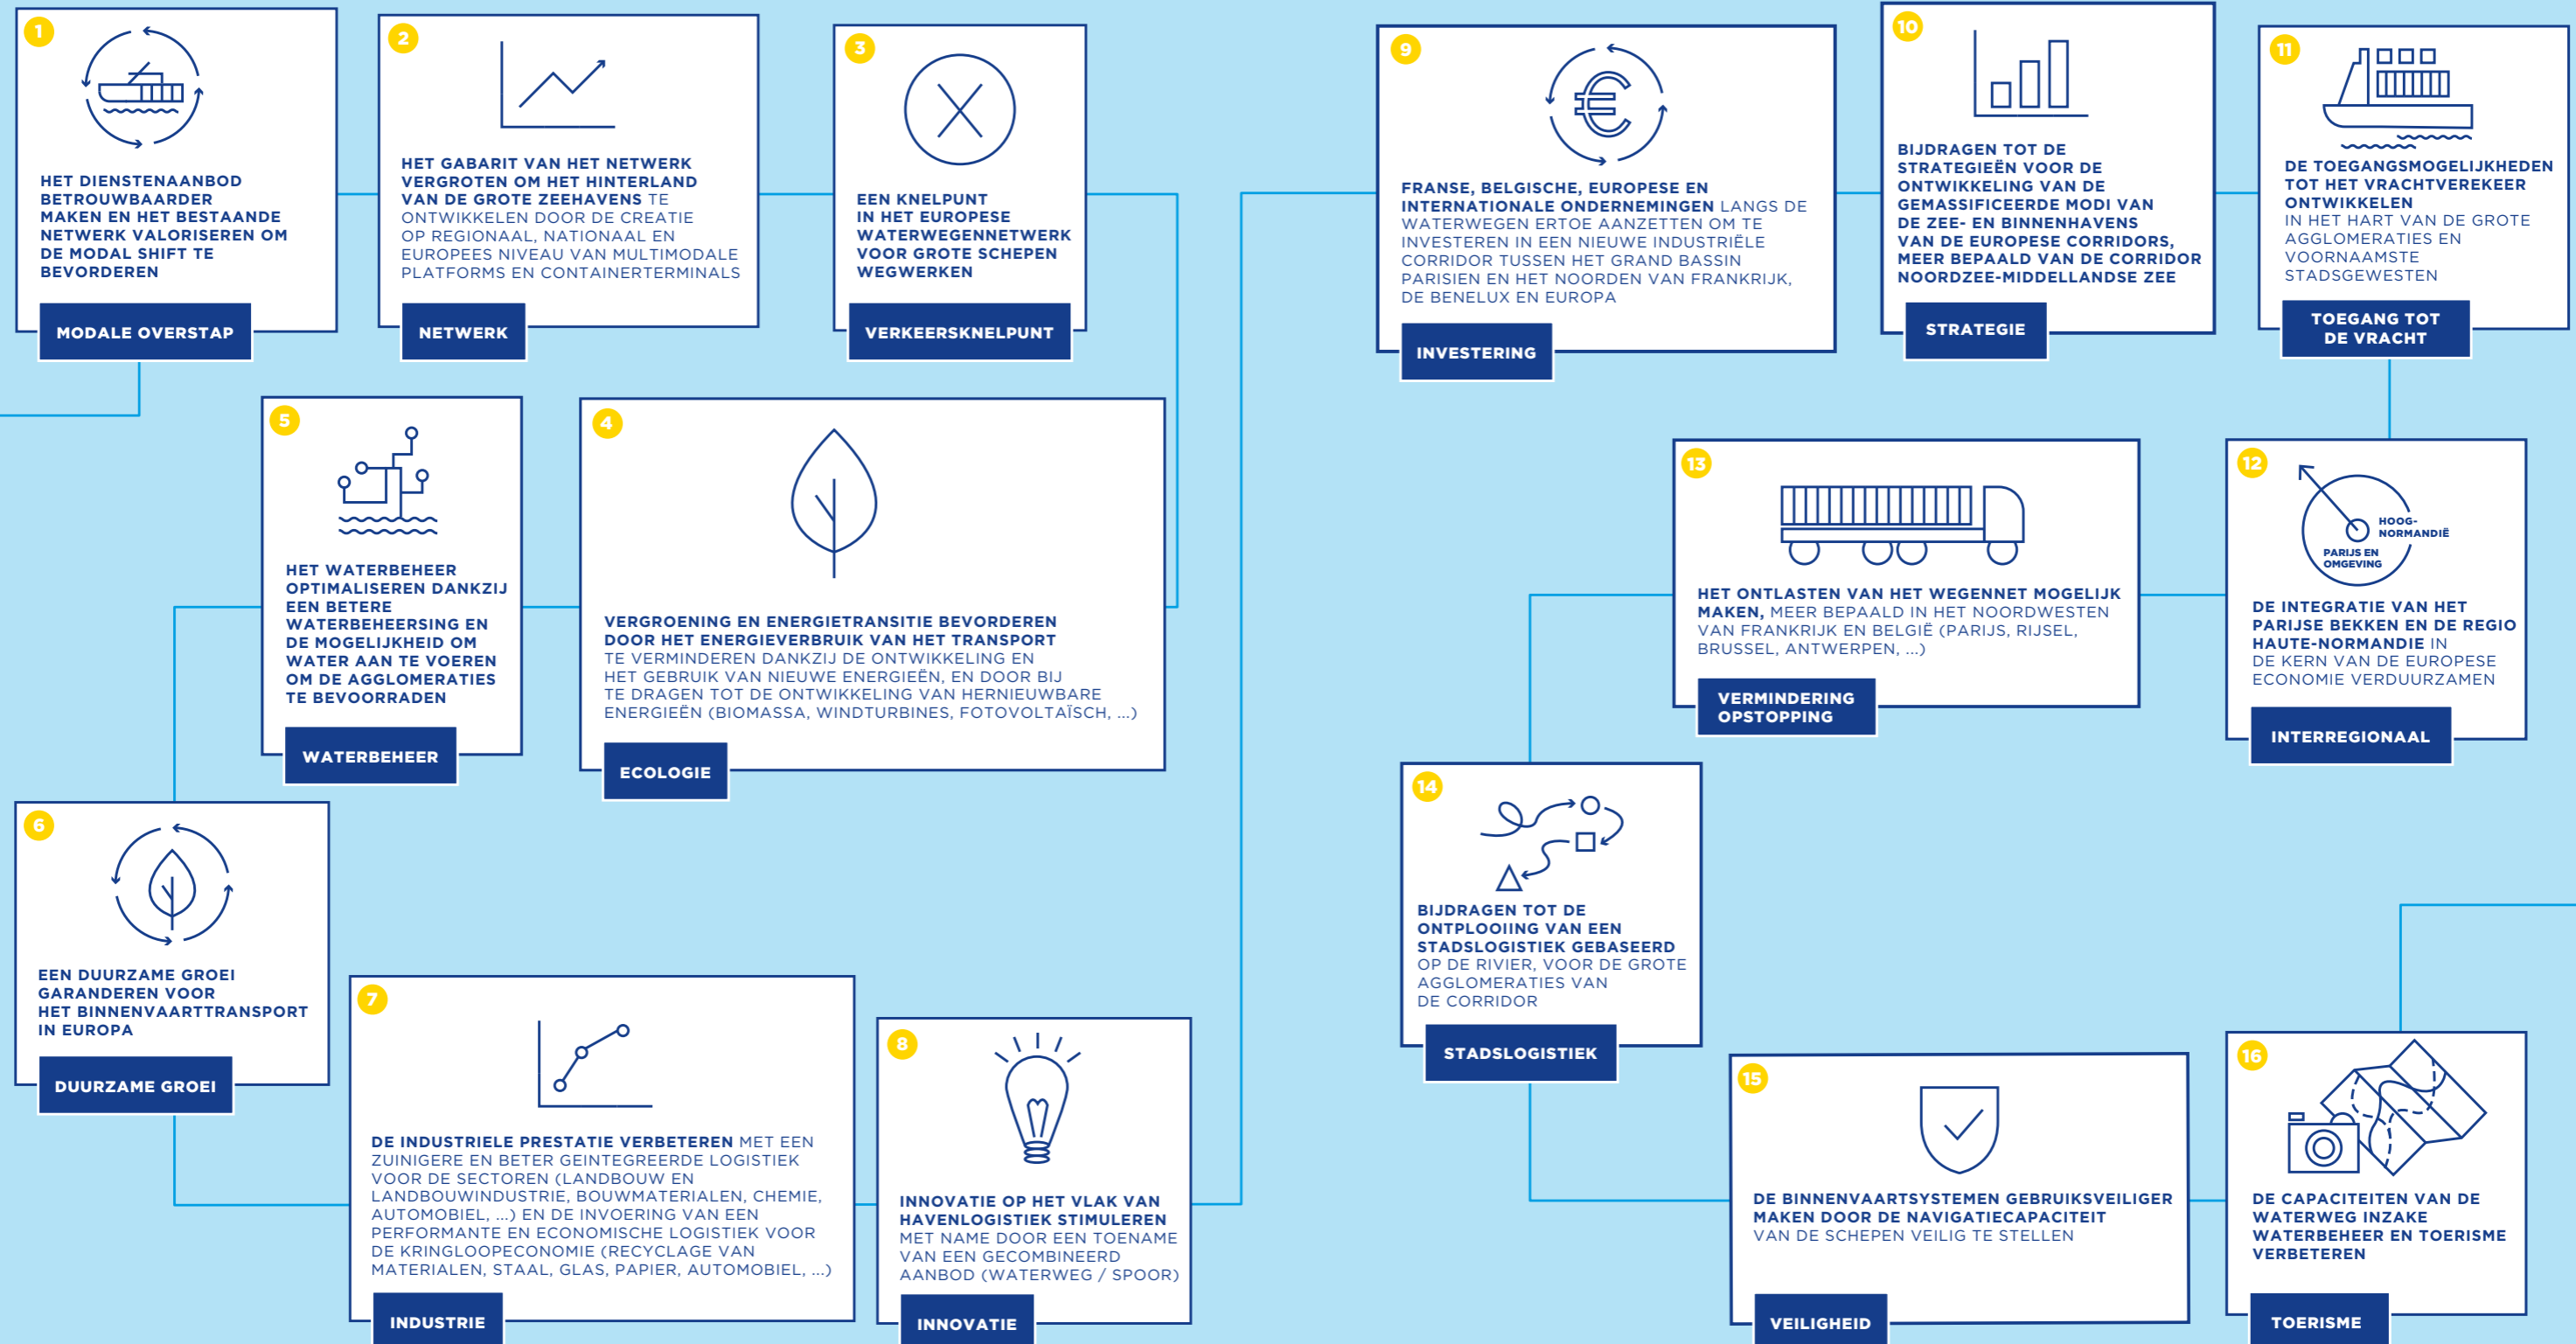 1
HET DIENSTENAANBOD
BETROUWBAARDER
MAKEN EN HET BESTAANDE
NETWERK VALORISEREN OM
DE MODAL SHIFT TE
BEVORDEREN
MODALE OVERSTAP
2
HET GABARIT VAN HET NETWERK
VERGROTEN OM HET HINTERLAND
VAN DE GROTE ZEEHAVENS TE
ONTWIKKELEN DOOR DE CREATIE
OP REGIONAAL, NATIONAAL EN
EUROPEES NIVEAU VAN MULTIMODALE
PLATFORMS EN CONTAINERTERMINALS
NETWERK
3
EEN KNELPUNT
IN HET EUROPESE
WATERWEGENNETWERK
VOOR GROTE SCHEPEN
WEGWERKEN
VERKEERSKNELPUNT
4
VERGROENING EN ENERGIETRANSITIE BEVORDEREN
DOOR HET ENERGIEVERBRUIK VAN HET TRANSPORT
TE VERMINDEREN DANKZIJ DE ONTWIKKELING EN
HET GEBRUIK VAN NIEUWE ENERGIEËN, EN DOOR BIJ
TE DRAGEN TOT DE ONTWIKKELING VAN HERNIEUWBARE
ENERGIEËN (BIOMASSA, WINDTURBINES, FOTOVOLTAÏSCH, ...)
ECOLOGIE
5
HET WATERBEHEER
OPTIMALISEREN DANKZIJ
EEN BETERE
WATERBEHEERSING EN
DE MOGELIJKHEID OM
WATER AAN TE VOEREN
OM DE AGGLOMERATIES
TE BEVOORRADEN
WATERBEHEER
6
EEN DUURZAME GROEI
GARANDEREN VOOR
HET BINNENVAARTTRANSPORT
IN EUROPA
DUURZAME GROEI
7
DE INDUSTRIELE PRESTATIE VERBETEREN MET EEN
ZUINIGERE EN BETER GEINTEGREERDE LOGISTIEK
VOOR DE SECTOREN (LANDBOUW EN
LANDBOUWINDUSTRIE, BOUWMATERIALEN, CHEMIE,
AUTOMOBIEL, ...) EN DE INVOERING VAN EEN
PERFORMANTE EN ECONOMISCHE LOGISTIEK VOOR
DE KRINGLOOPECONOMIE (RECYCLAGE VAN
MATERIALEN, STAAL, GLAS, PAPIER, AUTOMOBIEL, ...)
INDUSTRIE
8
INNOVATIE OP HET VLAK VAN
HAVENLOGISTIEK STIMULEREN
MET NAME DOOR EEN TOENAME
VAN EEN GECOMBINEERD
AANBOD (WATERWEG / SPOOR)
INNOVATIE
9
€
FRANSE, BELGISCHE, EUROPESE EN
INTERNATIONALE ONDERNEMINGEN LANGS DE
WATERWEGEN ERTOE AANZETTEN OM TE
INVESTEREN IN EEN NIEUWE INDUSTRIËLE
CORRIDOR TUSSEN HET GRAND BASSIN
PARISIEN ET HET NOORDEN VAN FRANKRIJK,
DE BENELUX EN EUROPA
INVESTERING
10
BIJDRAGEN TOT DE
STRATEGIEËN VOOR DE
ONTWIKKELING VAN DE
GEMASSIFICEERDE MODI VAN
DE ZEE- EN BINNENHAVENS
VAN DE EUROPESE CORRIDORS,
MEER BEPAALD VAN DE CORRIDOR
NOORDZEE-MIDDELLANDSE ZEE
STRATEGIE
11
DE TOEGANGSMOGELIJKHEDEN
TOT HET VRACHTVEREKEER
ONTWIKKELEN
IN HET HART VAN DE GROTE
AGGLOMERATIES EN
VOORNAAMSTE
STADSGEWESTEN
TOEGANG TOT
DE VRACHT
12
HOOG-
NORMANDIË
PARIJS EN
OMGEVING
DE INTEGRATIE VAN HET
PARIJSE BEKKEN EN DE REGIO
HAUTE-NORMANDIE IN
DE KERN VAN DE EUROPESE
ECONOMIE VERDUURZAMEN
INTERREGIONAAL
13
HET ONTLASTEN VAN HET WEGENNET MOGELIJK
MAKEN, MEER BEPAALD IN HET NOORDWESTEN
VAN FRANKRIJK EN BELGIË (PARIJS, RIJSEL,
BRUSSEL, ANTWERPEN, ...)
VERMINDERING
OPSTOPPING
14
BIJDRAGEN TOT DE
ONTPLOOIING VAN EEN
STADSLOGISTIEK GEBASEERD
OP DE RIVIER, VOOR DE GROTE
AGGLOMERATIES VAN
DE CORRIDOR
STADSLOGISTIEK
15
DE BINNENVAARTSYSTEMEN GEBRUIKSVEILIGER
MAKEN DOOR DE NAVIGATIECAPACITEIT
VAN DE SCHEPEN VEILIG TE STELLEN
VEILIGHEID
16
DE CAPACITEITEN VAN DE
WATERWEG INZAKE
WATERBEHEER EN TOERISME
VERBETEREN
TOERISME